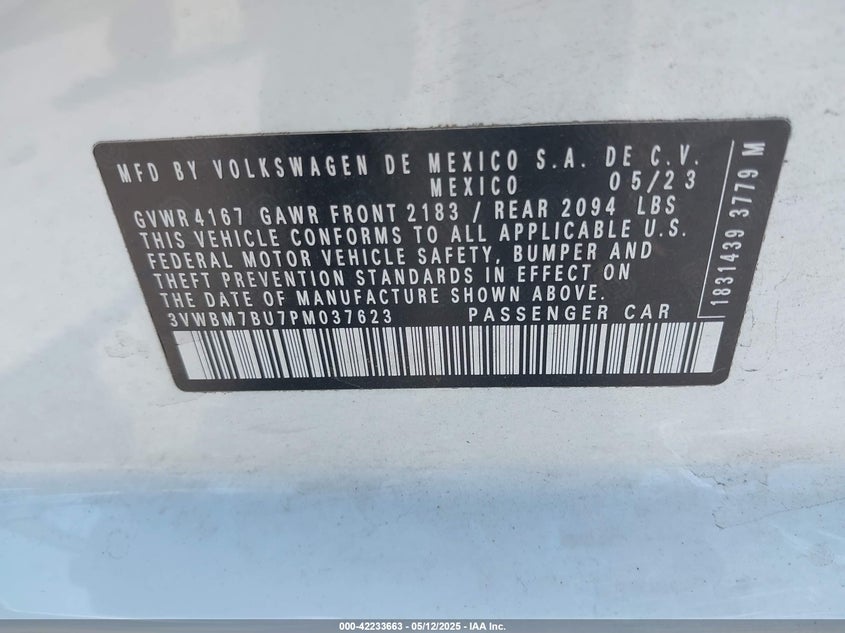 MFD BY VOLKSWAGEN DE MEXICO S.A. DE C.V.
MEXICO 05/23
GVWR 4167 GAWR FRONT 2183 / REAR 2094 LBS
THIS VEHICLE CONFORMS TO ALL APPLICABLE U.S.
FEDERAL MOTOR VEHICLE SAFETY, BUMPER AND
THEFT PREVENTION STANDARDS IN EFFECT ON
THE DATE OF MANUFACTURE SHOWN ABOVE.
3VWBM7BU7PM037623 PASSENGER CAR
1831439 3779 M
000-42233663 - 05/12/2025 - IAA Inc.